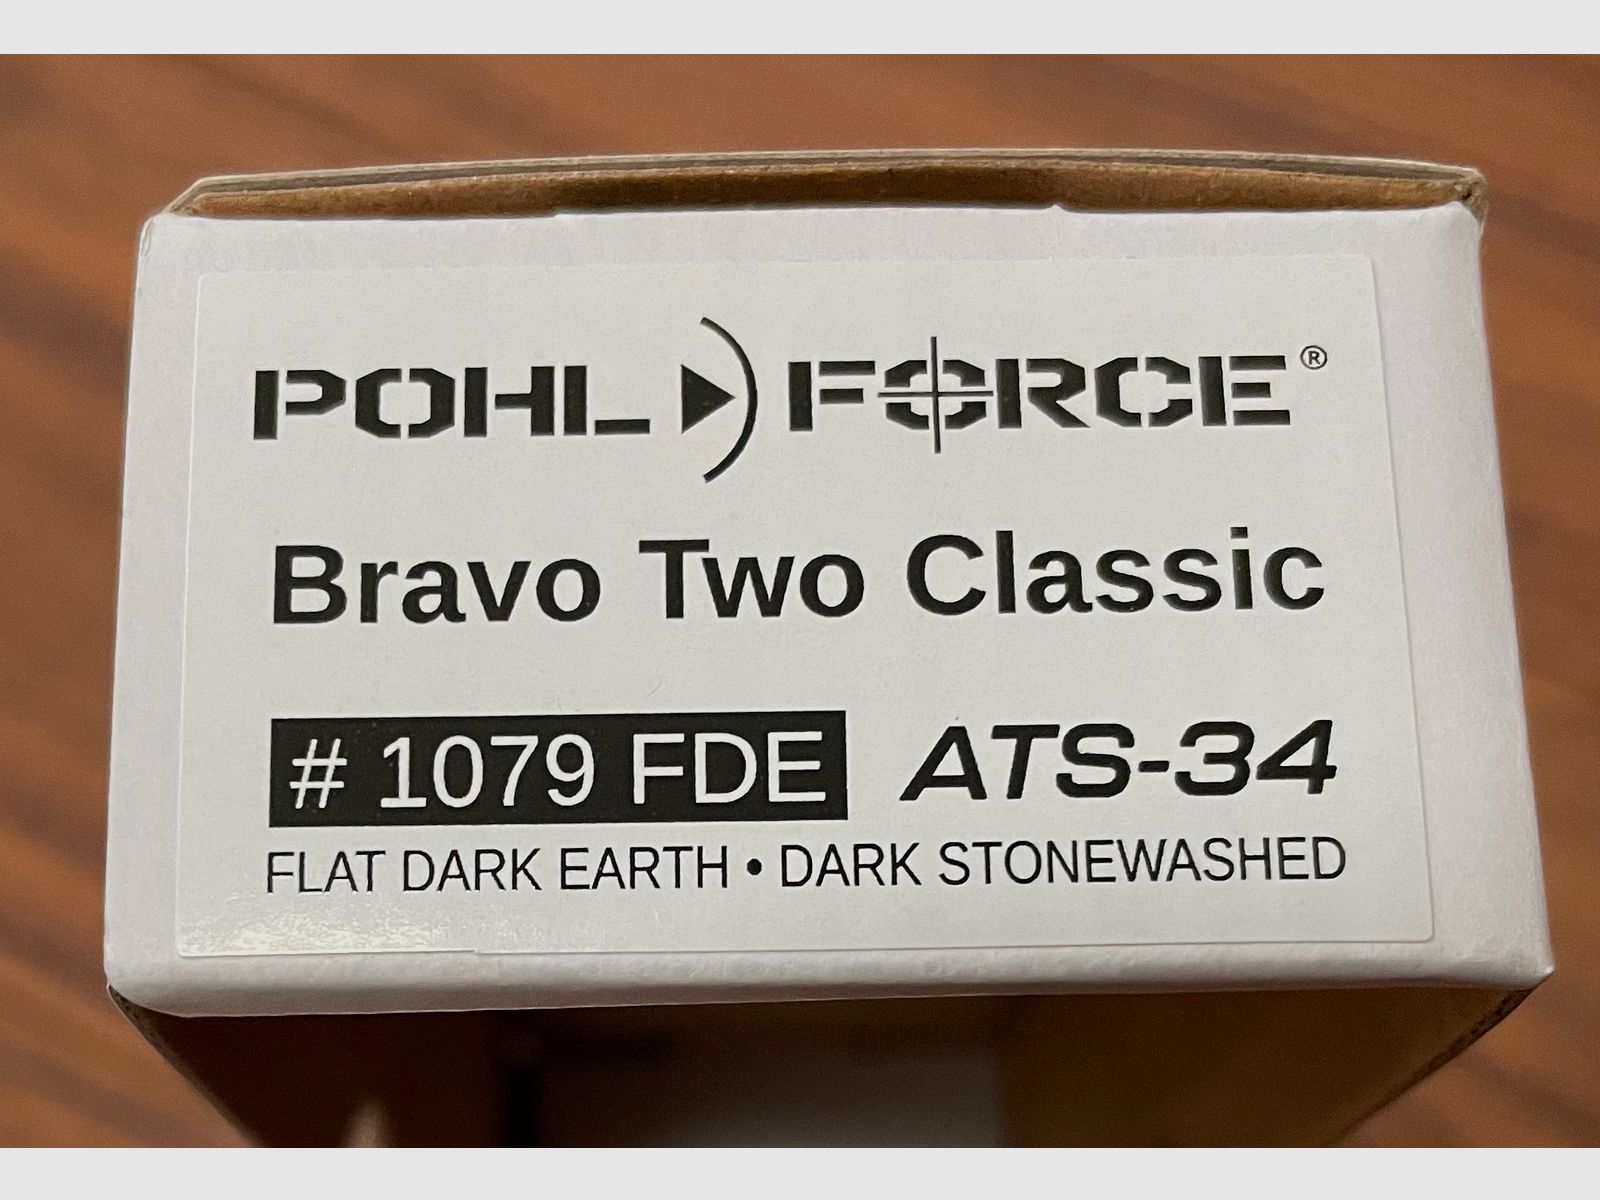 POHL FORCE®
Bravo Two Classic
# 1079 FDE ATS-34
FLAT DARK EARTH • DARK STONEWASHED